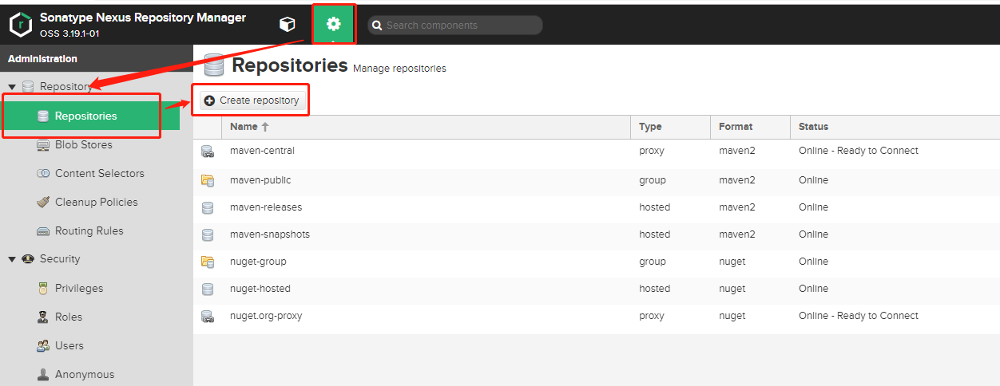 Sonatype Nexus Repository Manager
OSS 3.19.1-01
Search components
Administration
Repository
Repositories
Blob Stores
Content Selectors
Cleanup Policies
Routing Rules
Security
Privileges
Roles
Users
Anonymous
Repositories Manage repositories
Create repository
Name Type Format Status
maven-central proxy maven2 Online - Ready to Connect
maven-public group maven2 Online
maven-releases hosted maven2 Online
maven-snapshots hosted maven2 Online
nuget-group group nuget Online
nuget-hosted hosted nuget Online
nuget.org-proxy proxy nuget Online - Ready to Connect